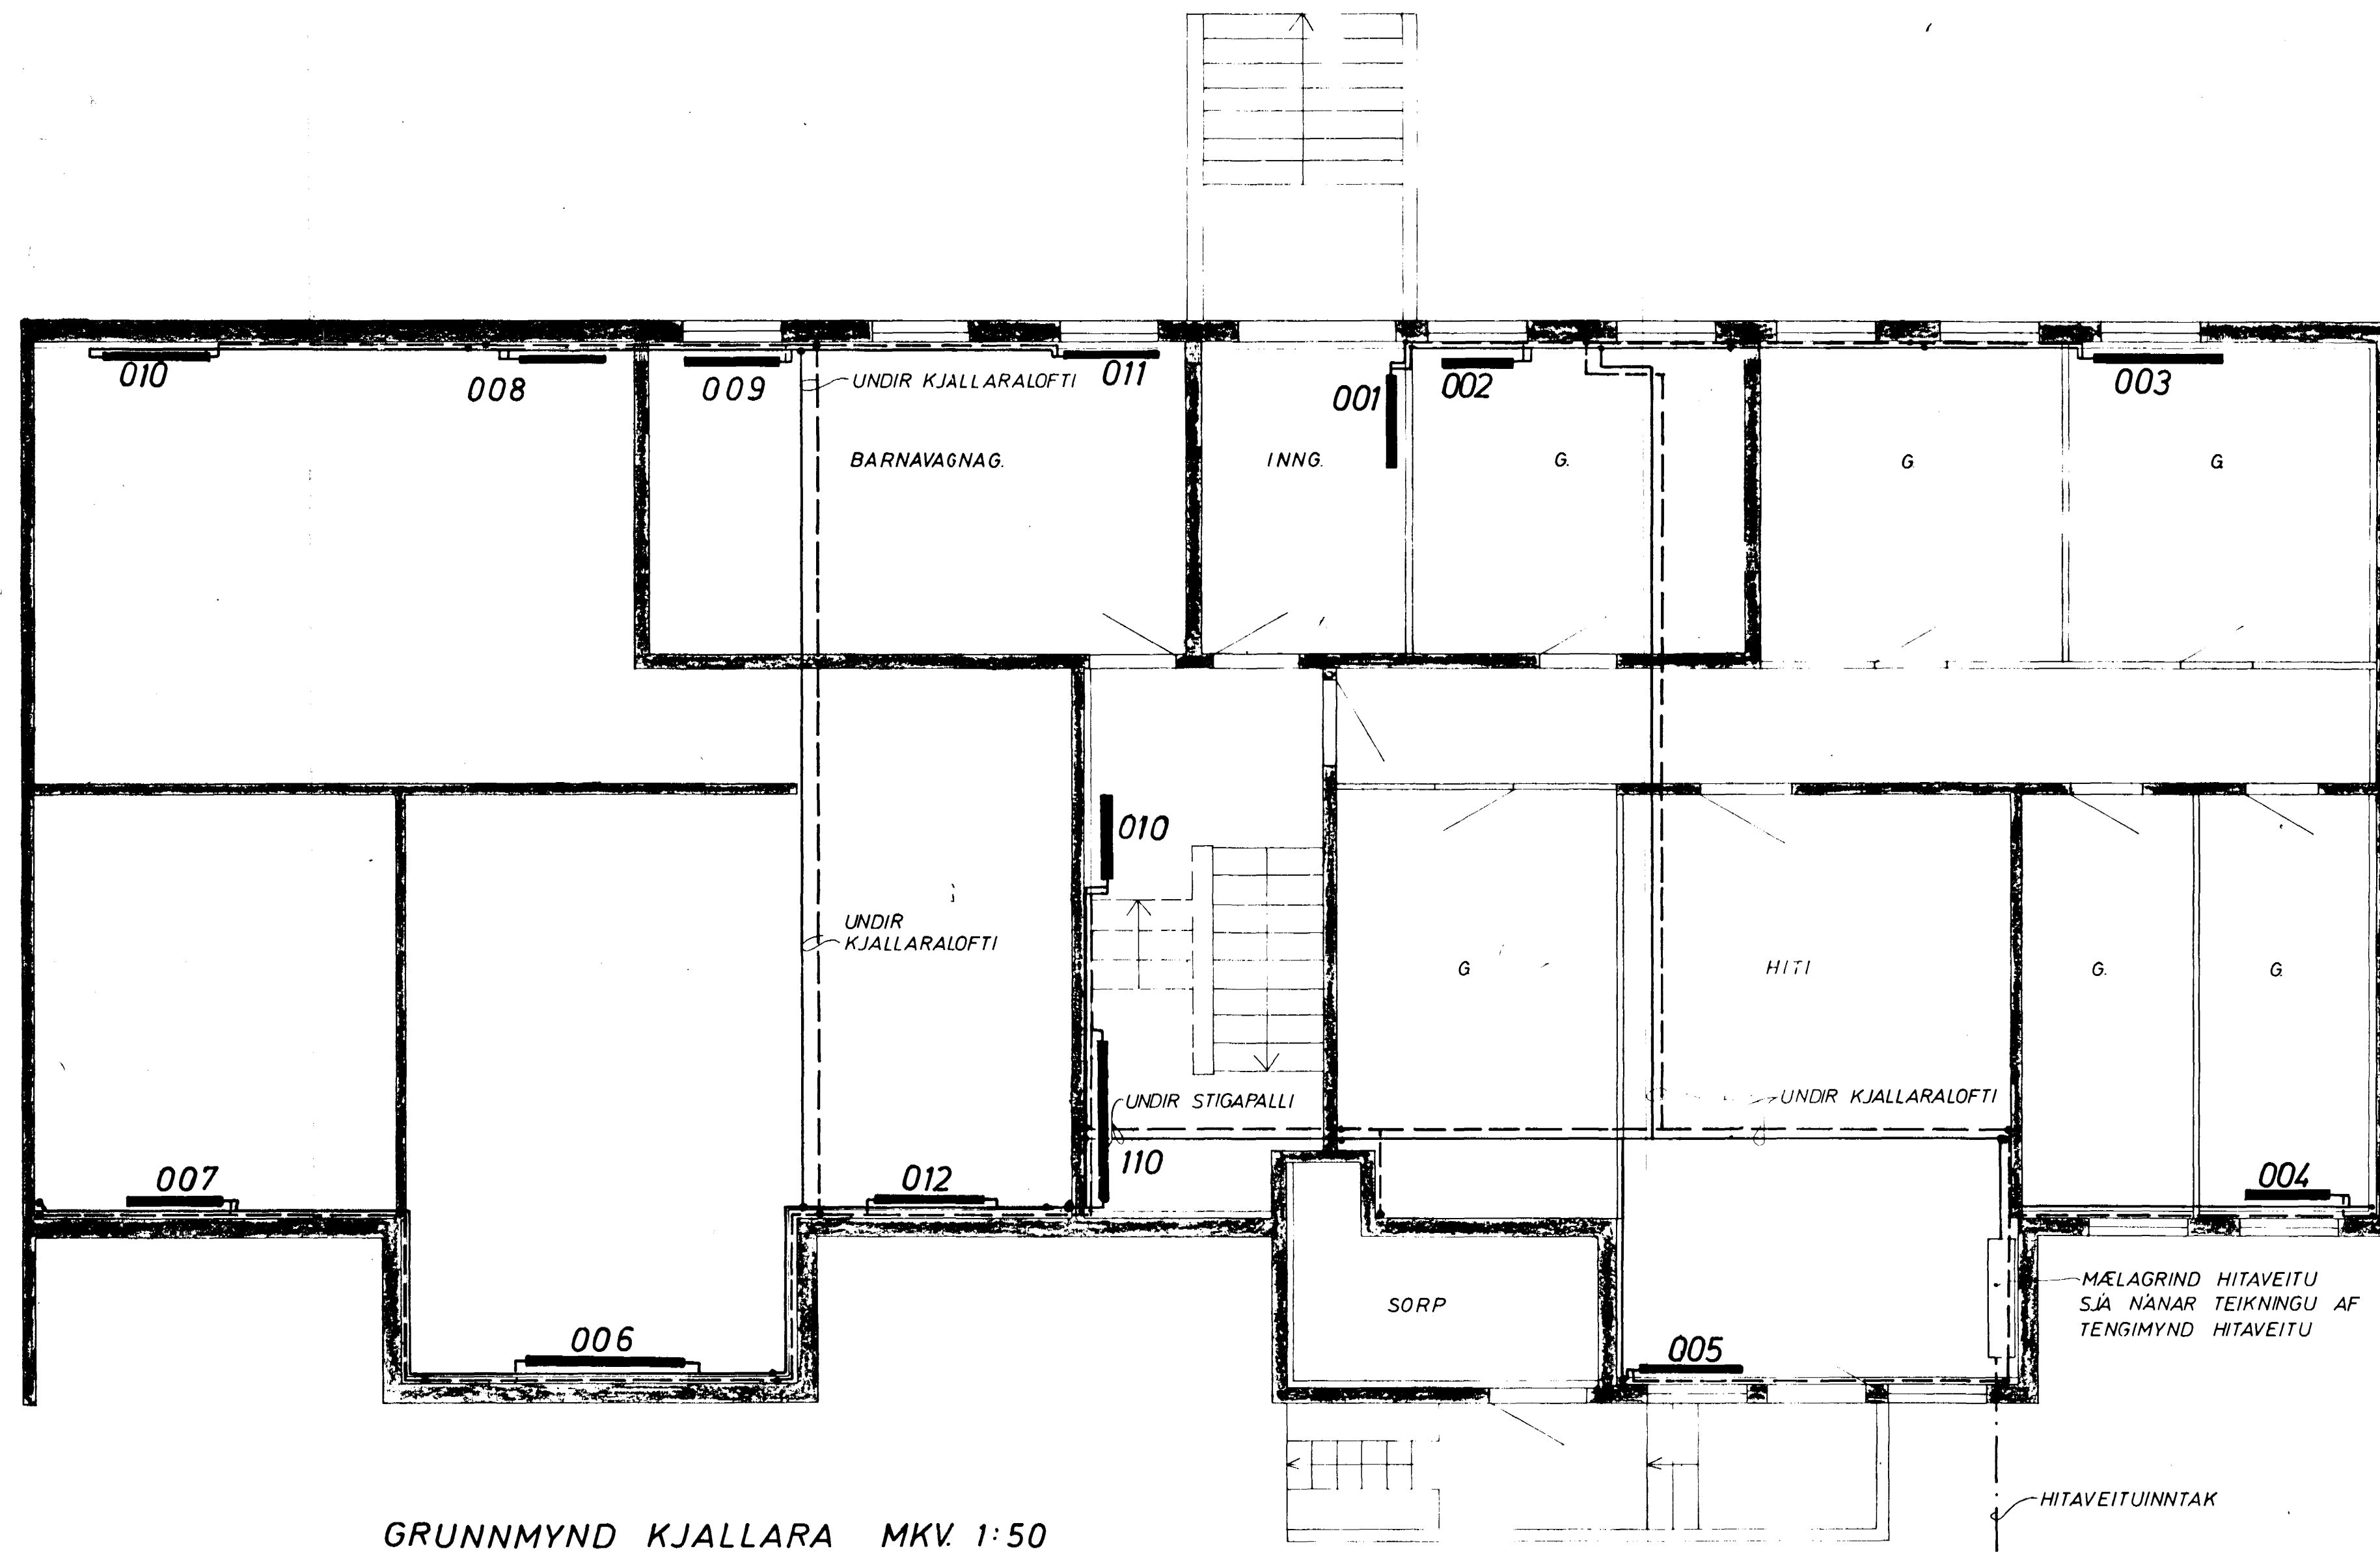 010
008
009
UNDIR KJALLARALOFTI
011
001
002
003
BARNAVAGNAG.
INNG.
G.
G
G
010
UNDIR
KJALLARALOFTI
G
HITI
G.
G
UNDIR STIGAPALLI
UNDIR KJALLARALOFTI
110
007
012
004
006
SORP
005
MÆLAGRIND HITAVEITU
SJÁ NÁNAR TEIKNINGU AF
TENGIMYND HITAVEITU
HITAVEITUINNTAK
GRUNNMYND KJALLARA MKV. 1:50